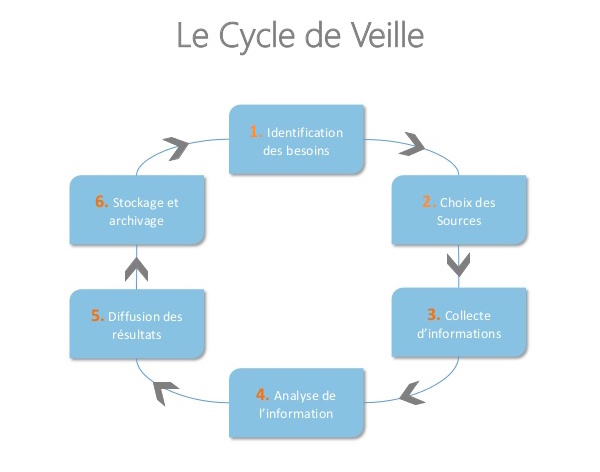 Le Cycle de Veille
1. Identification
des besoins
2. Choix des
Sources
3. Collecte
d'informations
4. Analyse de
l'information
5. Diffusion des
résultats
6. Stockage et
archivage